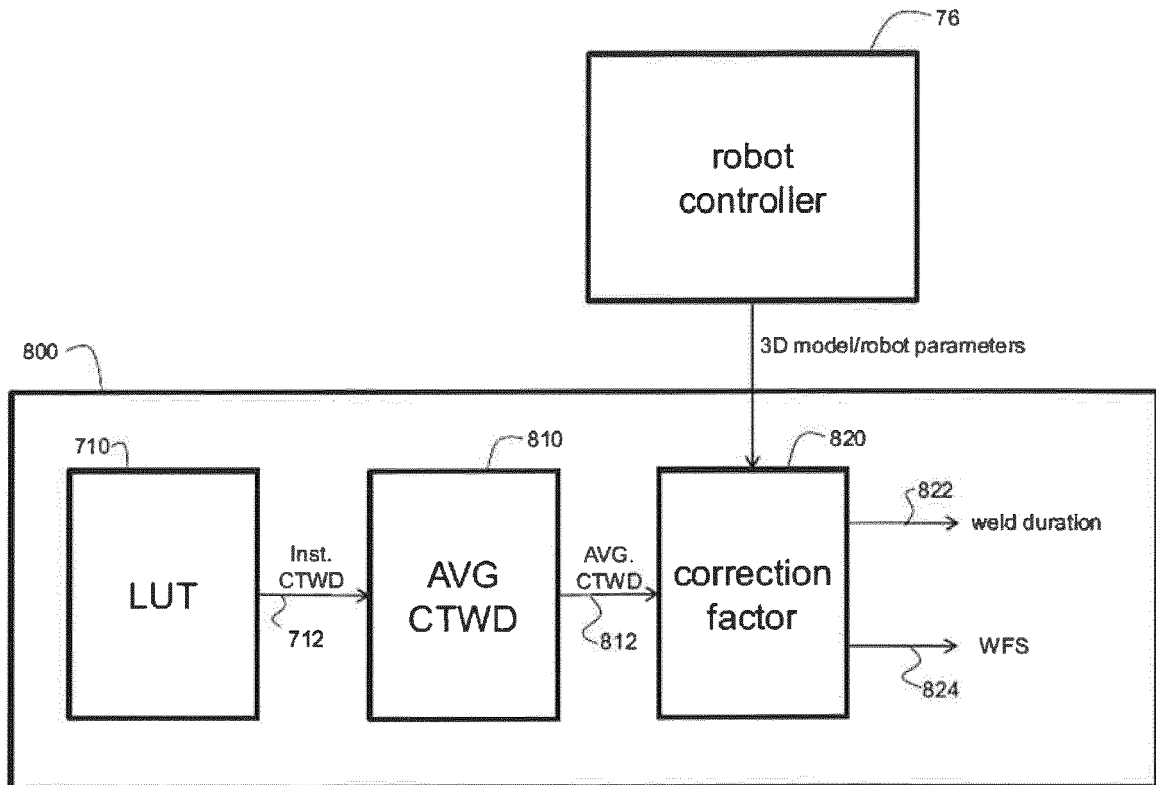 76
robot
controller
3D model/robot parameters
800
710
810
820
822
weld duration
Inst.
CTWD
AVG.
CTWD
LUT
AVG
CTWD
correction
factor
712
812
WFS
824